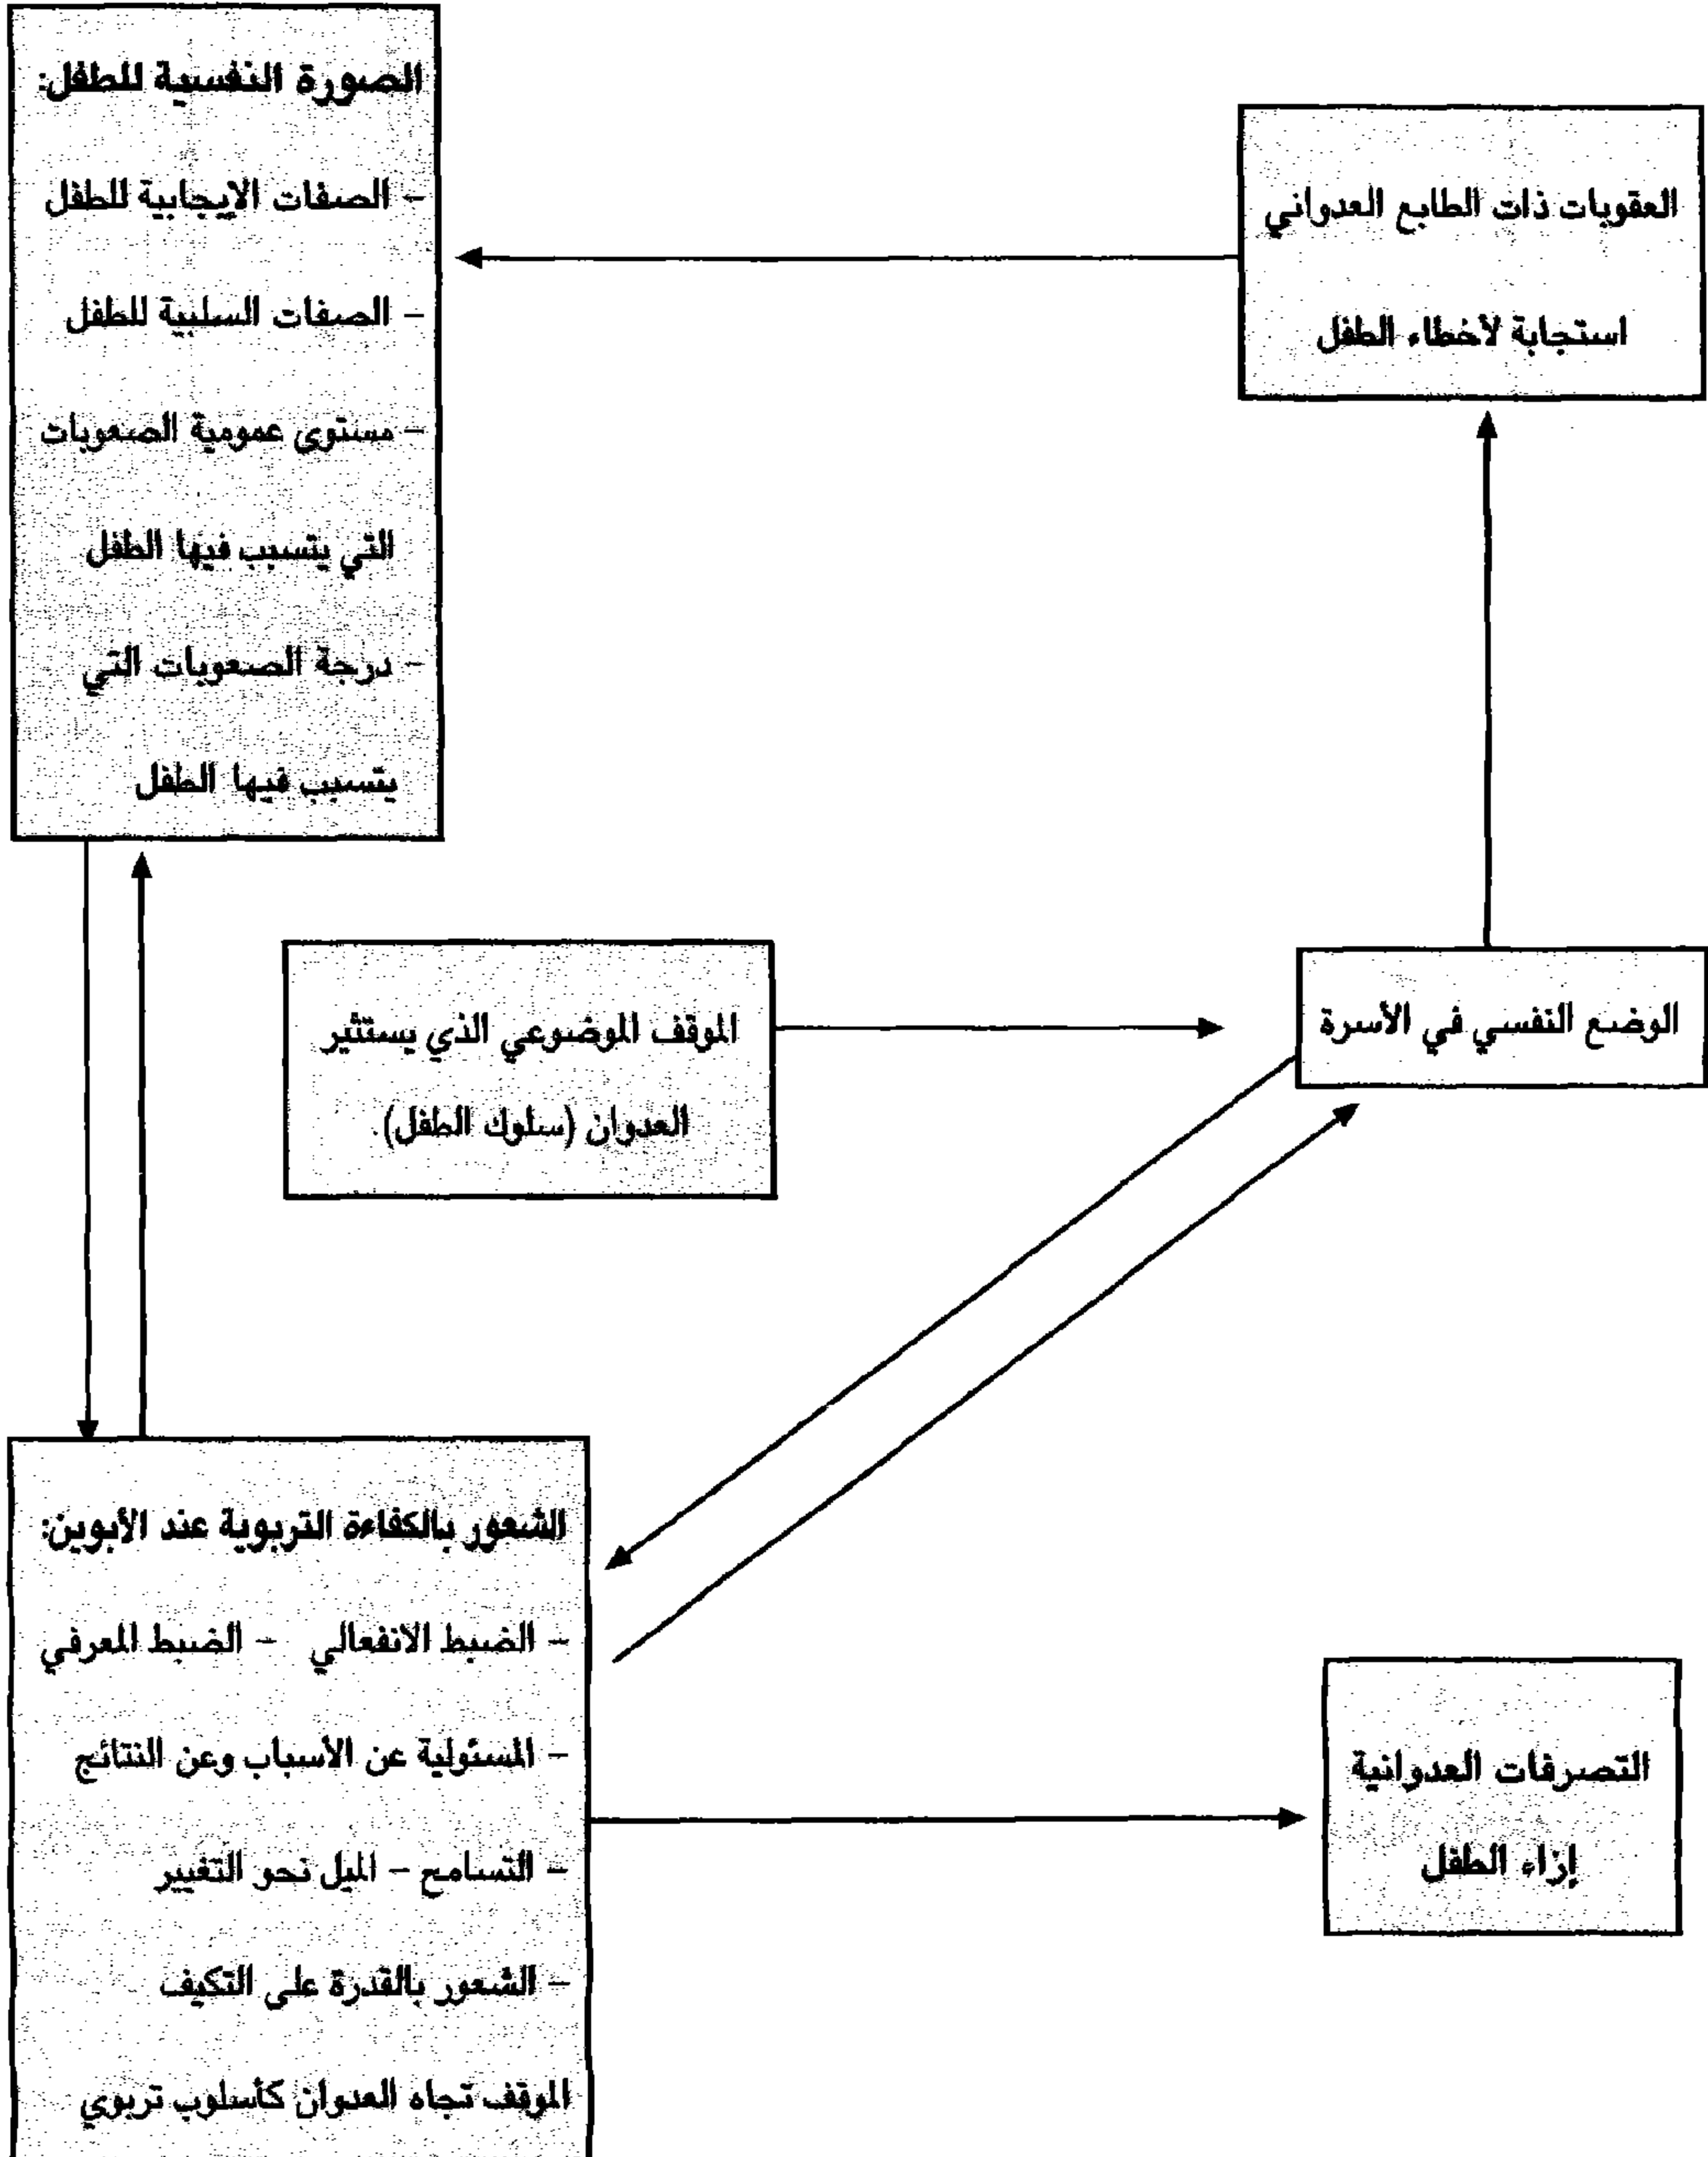 الصورة النفسية للطفل:
– الصفات الايجابية للطفل
– الصفات السلبية للطفل
– مستوى عمومية الصعوبات
التي يتسبب فيها الطفل
– درجة الصعوبات التي
يتسبب فيها الطفل
العقوبات ذات الطابع العدواني
استجابة لأخطاء الطفل
الموقف الموضوعي الذي يستثير
العدوان (سلوك الطفل).
الوضع النفسي في الأسرة
الشعور بالكفاءة التربوية عند الأبوين:
– الضبط الانفعالي – الضبط المعرفي
– المسئولية عن الأسباب وعن النتائج
– التسامح – الميل نحو التغيير
– الشعور بالقدرة على التكيف
الموقف تجاه العدوان كأسلوب تربوي
التصرفات العدوانية
إزاء الطفل